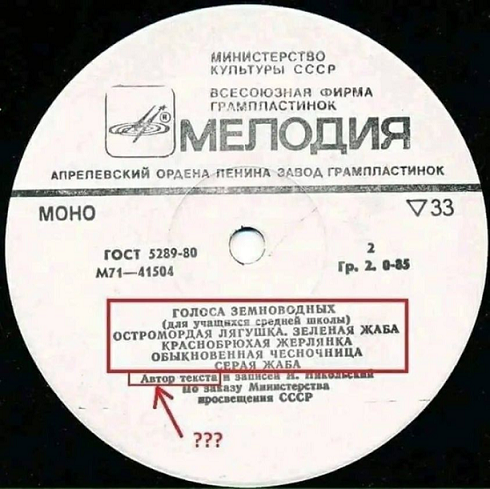 МИНИСТЕРСТВО
КУЛЬТУРЫ СССР
ВСЕСОЮЗНАЯ ФИРМА
ГРАМПЛАСТИНОК
® МЕЛОДИЯ
АПРЕЛЕВСКИЙ ОРДЕНА ЛЕНИНА ЗАВОД ГРАМПЛАСТИНОК
МОНО ▽33
ГОСТ 5289-80 2
М71—41504 Гр. 2. 0-85
ГОЛОСА ЗЕМНОВОДНЫХ
(для учащихся средней школы)
ОСТРОМОРДАЯ ЛЯГУШКА. ЗЕЛЕНАЯ ЖАБА
КРАСНОБРЮХАЯ ЖЕРЛЯНКА
ОБЫКНОВЕННАЯ ЧЕСНОЧНИЦА
СЕРАЯ ЖАБА
Автор текста и записей И. Никольский
По заказу Министерства
просвещения СССР
???